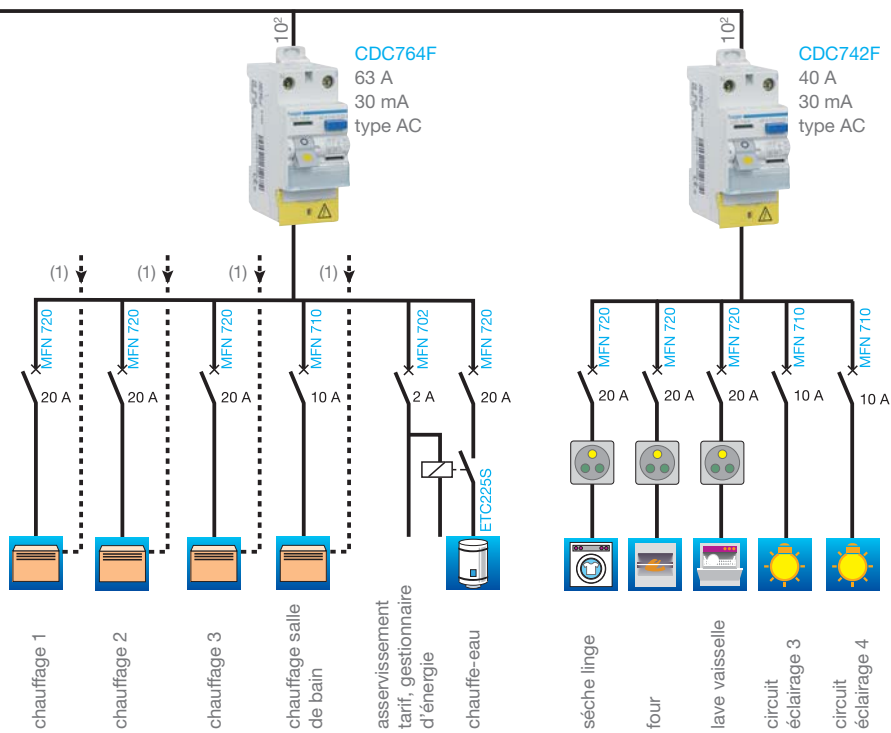 10²
CDC764F
63 A
30 mA
type AC
10²
CDC742F
40 A
30 mA
type AC
(1)
(1)
(1)
(1)
MFN 720
MFN 720
MFN 720
MFN 710
MFN 702
MFN 720
MFN 720
MFN 720
MFN 720
MFN 710
MFN 710
20 A
20 A
20 A
10 A
2 A
20 A
20 A
20 A
20 A
10 A
10 A
ETC225S
chauffage 1
chauffage 2
chauffage 3
chauffage salle
de bain
asservissement
tarif, gestionnaire
d'énergie
chauffe-eau
séche linge
four
lave vaisselle
circuit
éclairage 3
circuit
éclairage 4